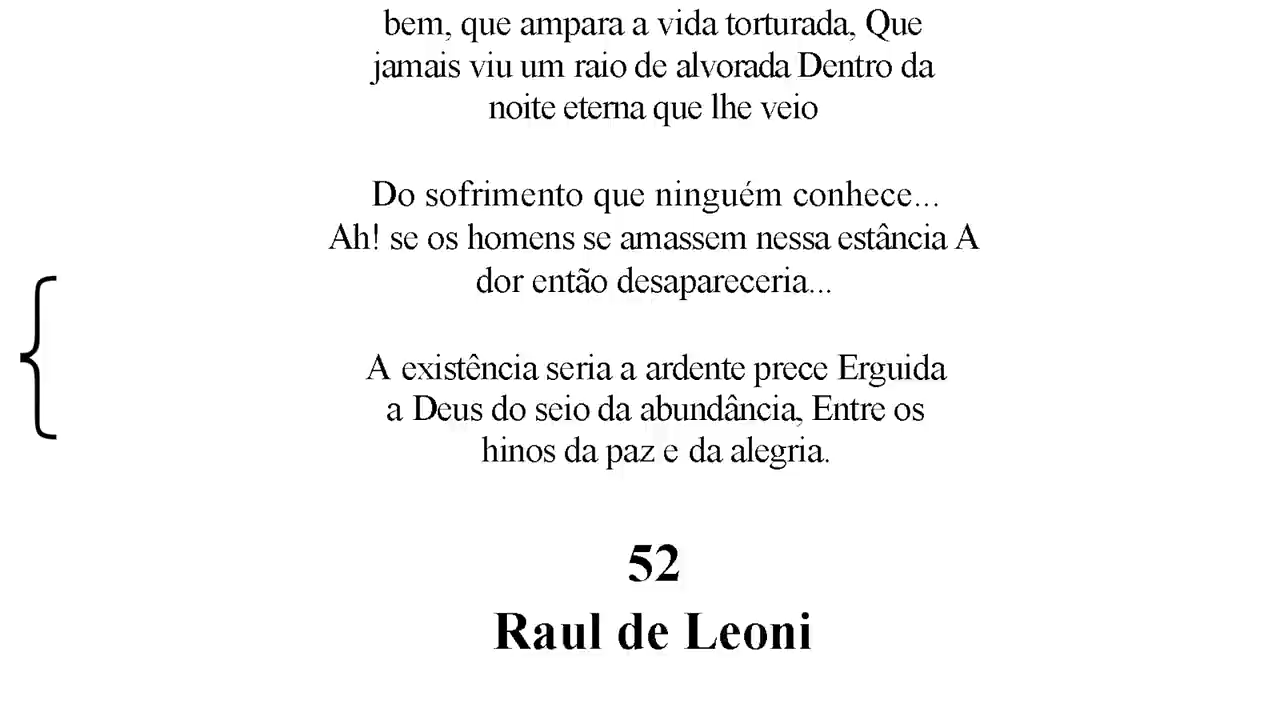 bem, que ampara a vida torturada, Que
jamais viu um raio de alvorada Dentro da
noite eterna que lhe veio
Do sofrimento que ninguém conhece...
Ah! se os homens se amassem nessa estância A
dor então desapareceria...
A existência seria a ardente prece Erguida
a Deus do seio da abundância, Entre os
hinos da paz e da alegria.
52
Raul de Leoni